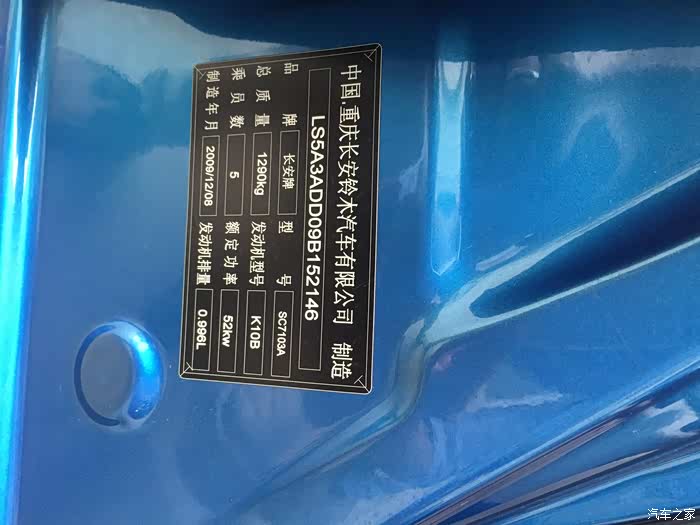 中国.重庆长安铃木汽车有限公司 制造
LS5A3ADD09B152146
品牌 长安牌 型号 SC7103A
总质量 1290kg 发动机型号 K10B
乘员数 5 额定功率 52kw
制造年月 2009/12/08 发动机排量 0.996L
汽车之家